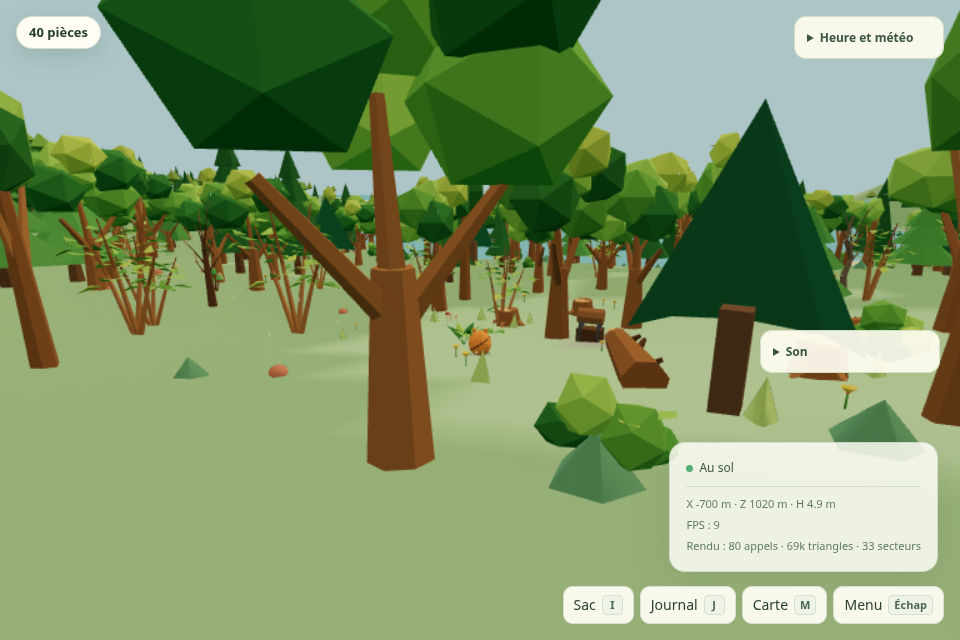 40 pièces
Heure et météo
Son
Au sol
X -700 m · Z 1020 m · H 4.9 m
FPS : 9
Rendu : 80 appels · 69k triangles · 33 secteurs
Sac I Journal J Carte M Menu Échap